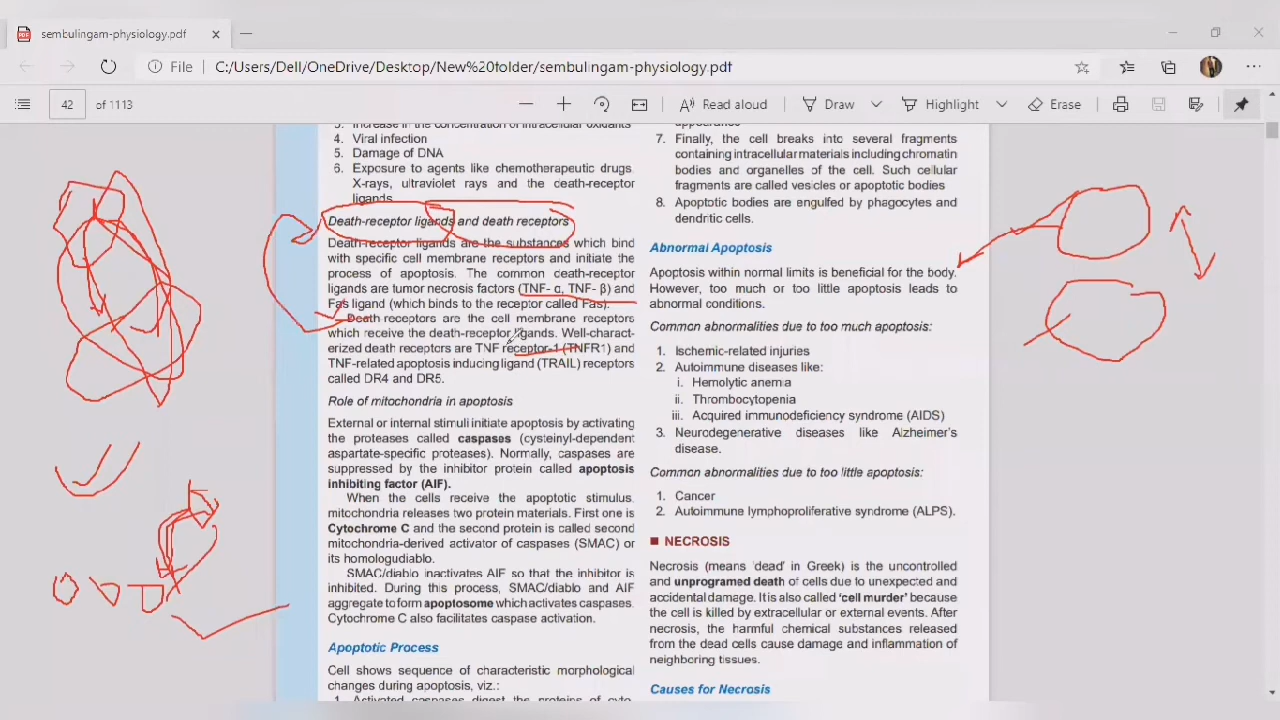 sembulingam-physiology.pdf
File
C:/Users/Dell/OneDrive/Desktop/New%20folder/sembulingam-physiology.pdf
42
of 1113
Read aloud
Draw
Highlight
Erase
3. Increase in the concentration of intracellular oxidants
4. Viral infection
5. Damage of DNA
6. Exposure to agents like chemotherapeutic drugs,
X-rays, ultraviolet rays and the death-receptor
ligands.
Death-receptor ligands and death receptors
Death-receptor ligands are the substances which bind
with specific cell membrane receptors and initiate the
process of apoptosis. The common death-receptor
ligands are tumor necrosis factors (TNF- α, TNF- β) and
Fas ligand (which binds to the receptor called Fas).
Death-receptors are the cell membrane receptors
which receive the death-receptor ligands. Well-charact-
erized death receptors are TNF receptor-1 (TNFR1) and
TNF-related apoptosis inducing ligand (TRAIL) receptors
called DR4 and DR5.
Role of mitochondria in apoptosis
External or internal stimuli initiate apoptosis by activating
the proteases called caspases (cysteinyl-dependent
aspartate-specific proteases). Normally, caspases are
suppressed by the inhibitor protein called apoptosis
inhibiting factor (AIF).
When the cells receive the apoptotic stimulus,
mitochondria releases two protein materials. First one is
Cytochrome C and the second protein is called second
mitochondria-derived activator of caspases (SMAC) or
its homologudiablo.
SMAC/diablo inactivates AIF so that the inhibitor is
inhibited. During this process, SMAC/diablo and AIF
aggregate to form apoptosome which activates caspases.
Cytochrome C also facilitates caspase activation.
Apoptotic Process
Cell shows sequence of characteristic morphological
changes during apoptosis, viz.:
1. Activated caspases digest the proteins of cyto-
appearance
7. Finally, the cell breaks into several fragments
containing intracellular materials including chromatin
bodies and organelles of the cell. Such cellular
fragments are called vesicles or apoptotic bodies
8. Apoptotic bodies are engulfed by phagocytes and
dendritic cells.
Abnormal Apoptosis
Apoptosis within normal limits is beneficial for the body.
However, too much or too little apoptosis leads to
abnormal conditions.
Common abnormalities due to too much apoptosis:
1. Ischemic-related injuries
2. Autoimmune diseases like:
i. Hemolytic anemia
ii. Thrombocytopenia
iii. Acquired immunodeficiency syndrome (AIDS)
3. Neurodegenerative diseases like Alzheimer's
disease.
Common abnormalities due to too little apoptosis:
1. Cancer
2. Autoimmune lymphoproliferative syndrome (ALPS).
NECROSIS
Necrosis (means 'dead' in Greek) is the uncontrolled
and unprogramed death of cells due to unexpected and
accidental damage. It is also called 'cell murder' because
the cell is killed by extracellular or external events. After
necrosis, the harmful chemical substances released
from the dead cells cause damage and inflammation of
neighboring tissues.
Causes for Necrosis